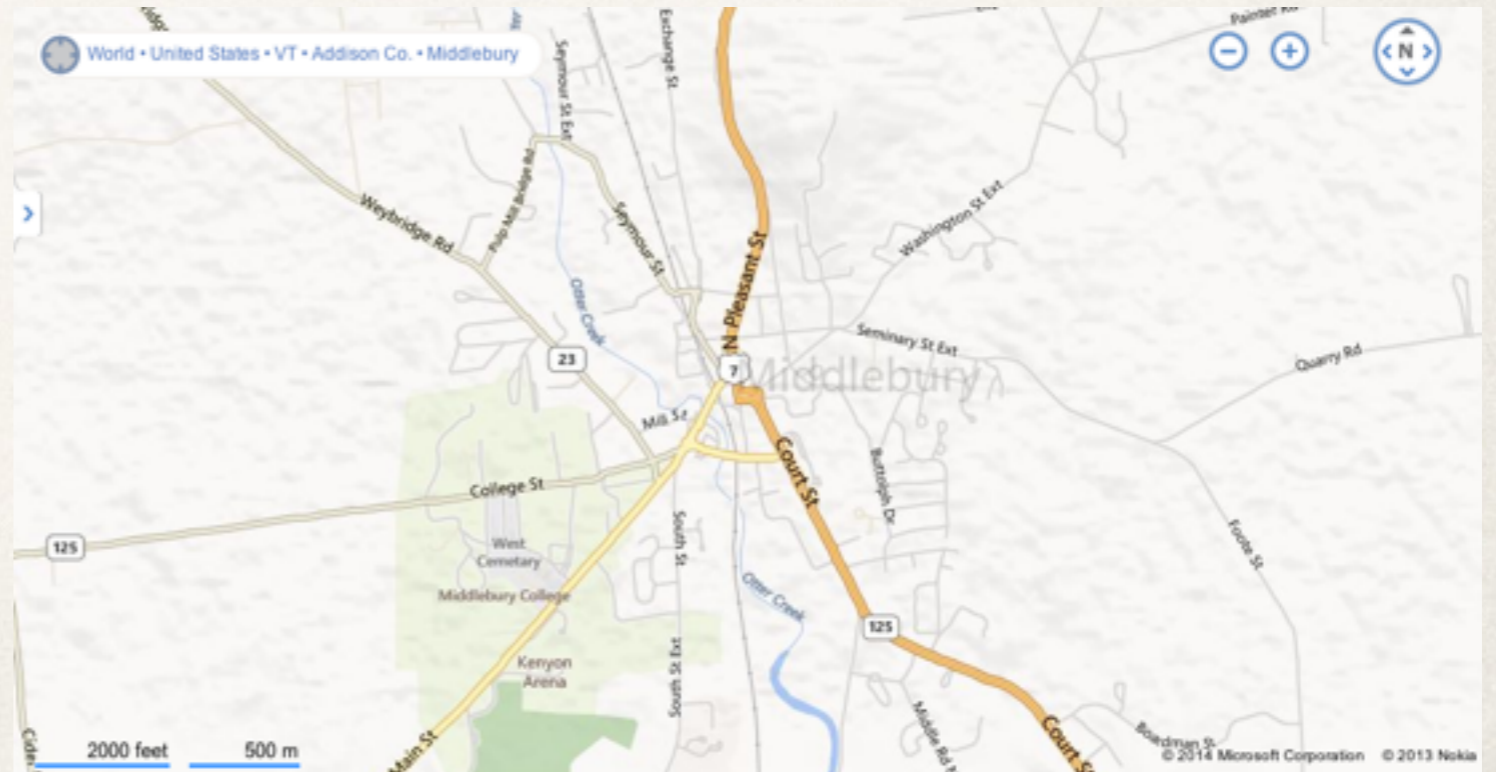 Painter Rd
World • United States • VT • Addison Co. • Middlebury
N
Exchange St
Seymour St Ext
Pulp Mill Bridge Rd
Weybridge Rd
Seymour St
Washington St Ext
N Pleasant St
Otter Creek
Seminary St Ext
Quarry Rd
23
7
Middlebury
Mill St
Court St
Buttolph Dr
College St
125
West
Cemetary
South St
Foote St
Middlebury College
Otter Creek
125
Kenyon
Arena
South St Ext
Middle Rd
Court St
Boardman St
Main St
2000 feet
500 m
© 2014 Microsoft Corporation © 2013 Nokia